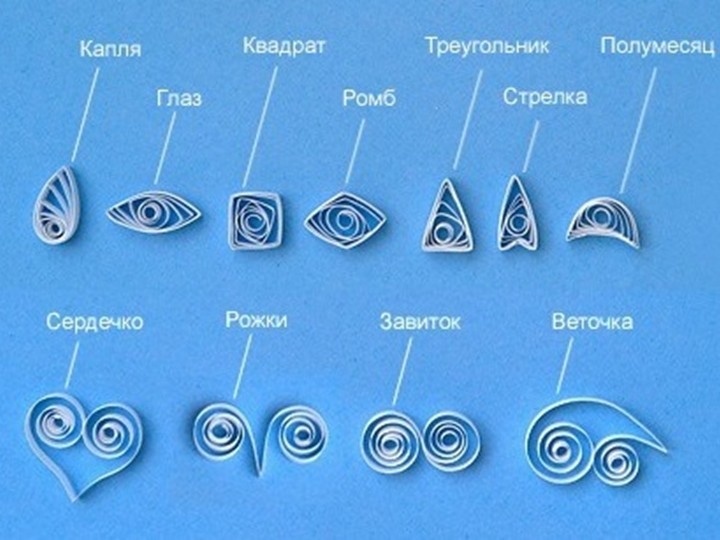 Капля
Квадрат
Треугольник
Полумесяц
Глаз
Ромб
Стрелка
Сердечко
Рожки
Завиток
Веточка